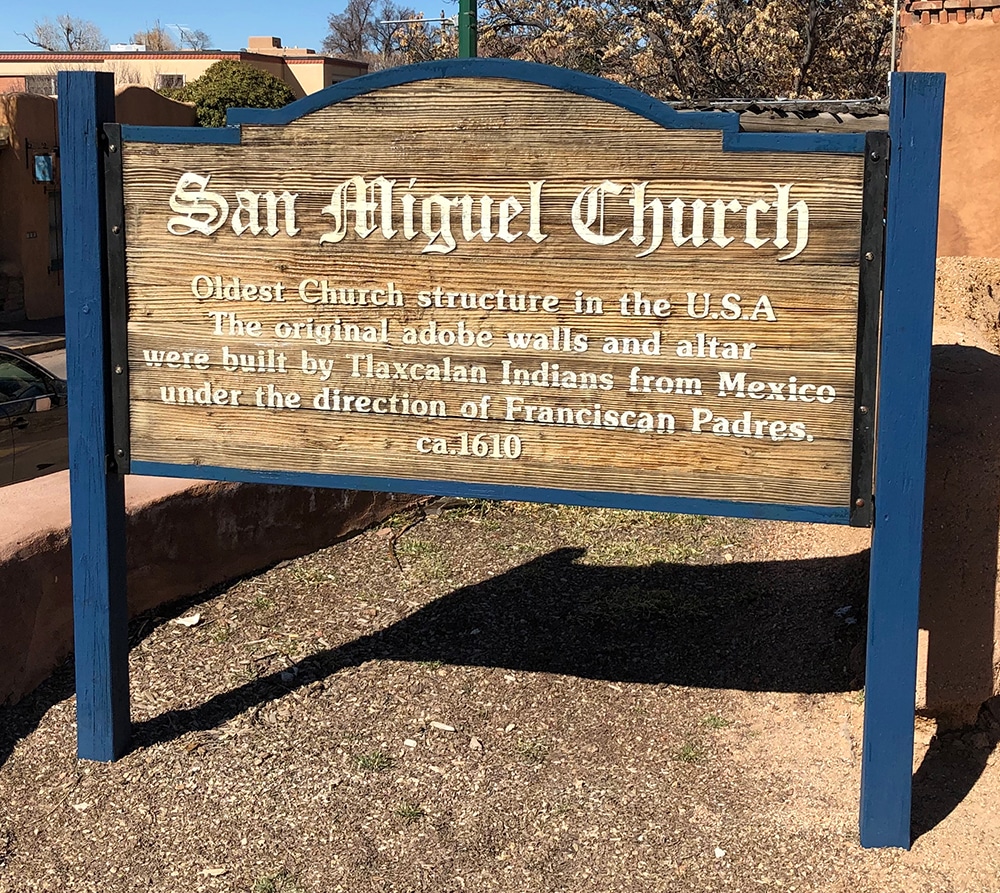 San Miguel Church
Oldest Church structure in the U.S.A
The original adobe walls and altar
were built by Tlaxcalan Indians from Mexico
under the direction of Franciscan Padres.
ca.1610